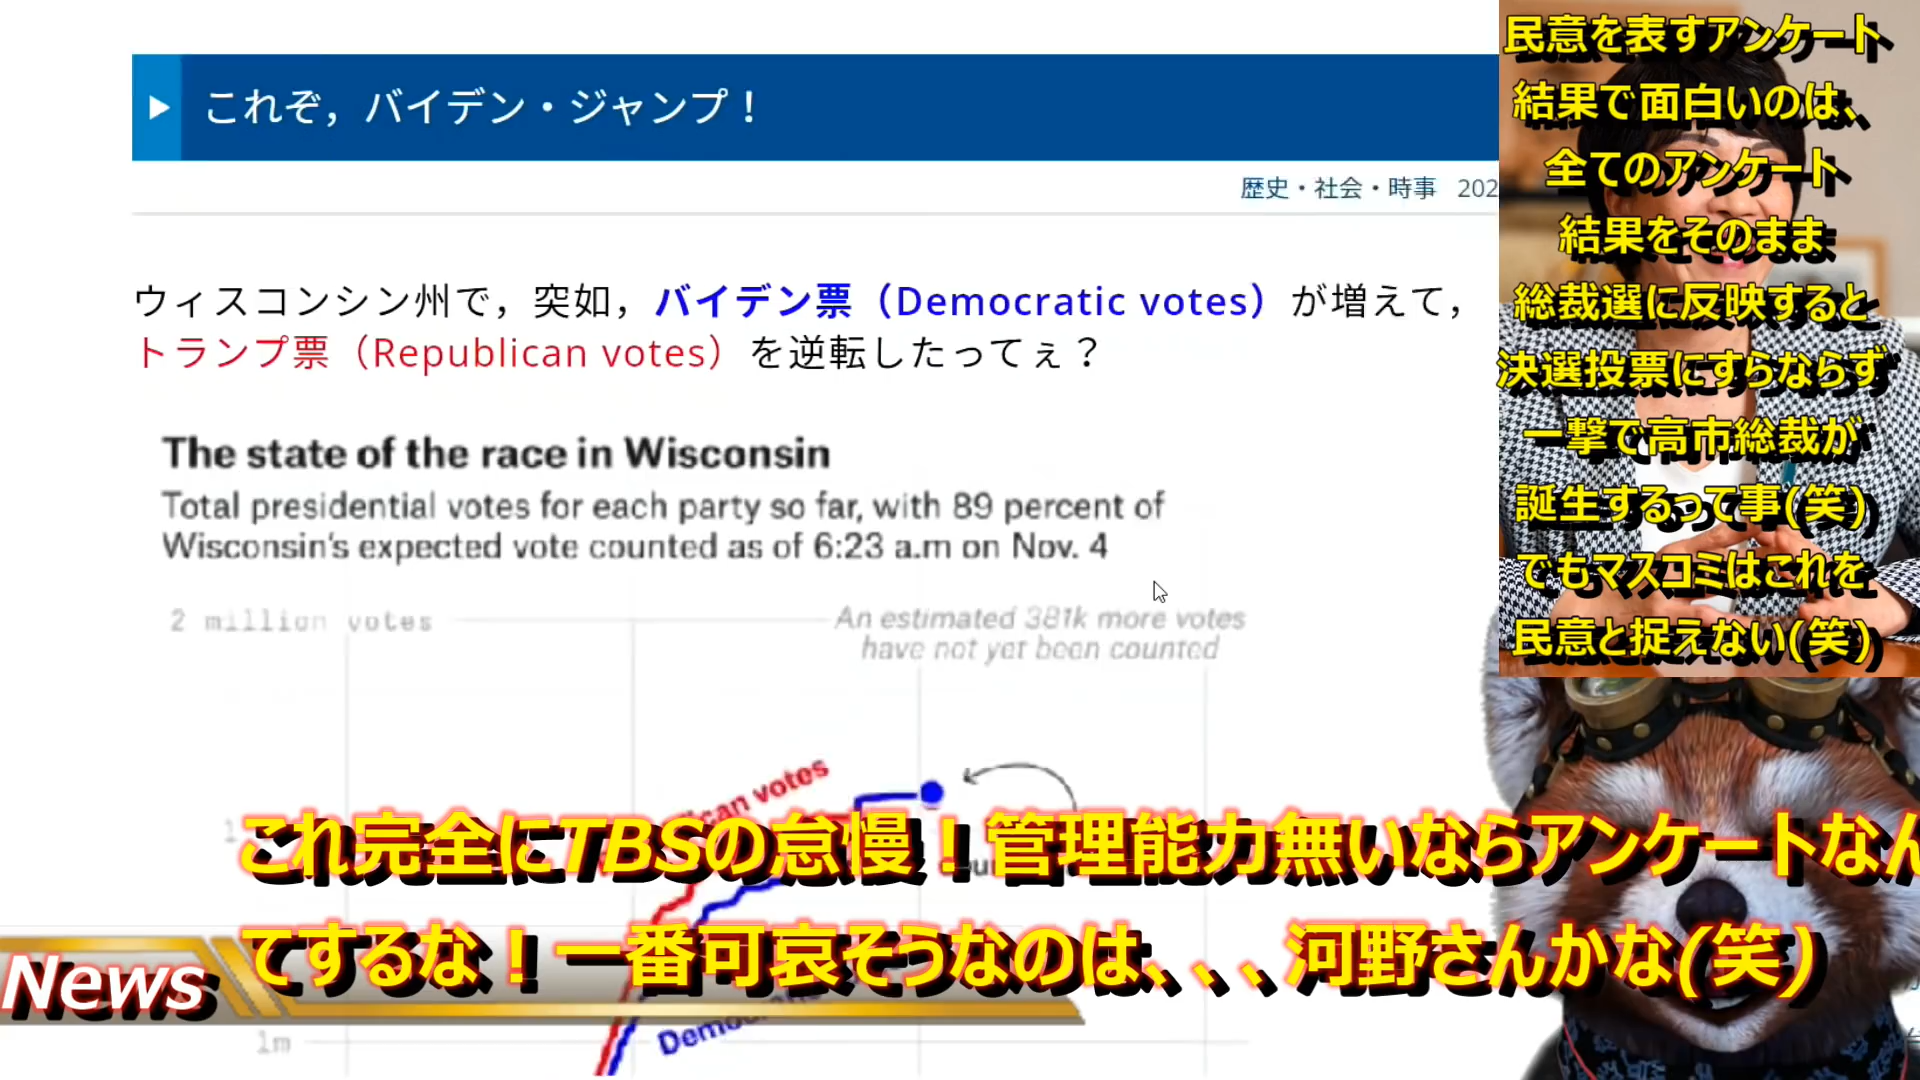 これぞ，バイデン・ジャンプ！
歴史・社会・時事 202
ウィスコンシン州で，突如，バイデン票（Democratic votes）が増えて，
トランプ票（Republican votes）を逆転したってぇ？
The state of the race in Wisconsin
Total presidential votes for each party so far, with 89 percent of
Wisconsin's expected vote counted as of 6:23 a.m on Nov. 4
2 million votes
An estimated 381k more votes
have not yet been counted
votes
1m
民意を表すアンケート
結果で面白いのは、
全てのアンケート
結果をそのまま
総裁選に反映すると
決選投票にすらならず
一撃で高市総裁が
誕生するって事(笑)
でもマスコミはこれを
民意と捉えない(笑)
これ完全にTBSの怠慢！管理能力無いならアンケートなん
てするな！一番可哀そうなのは、、、河野さんかな(笑)
News